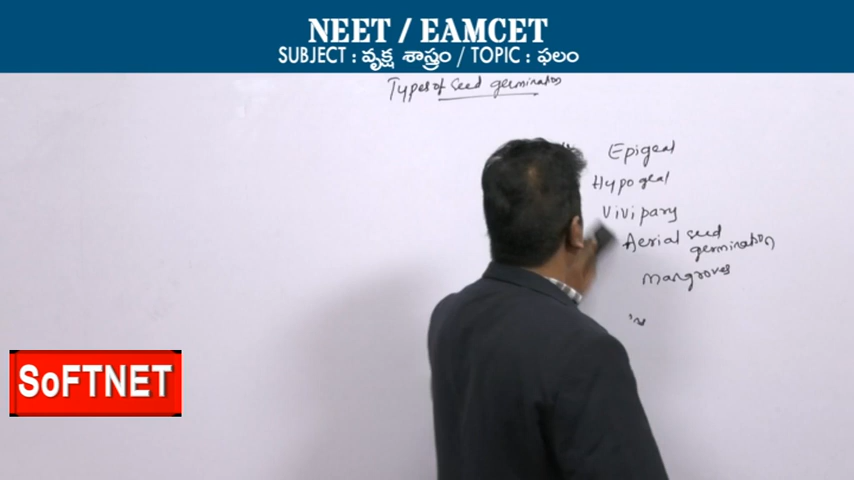 NEET / EAMCET
SUBJECT : వృక్ష శాస్త్రం / TOPIC : ఫలం
Types of seed germination
Epigeal
Hypogeal
Vivipary
Aerial seed
germination
Mangroves
SoFTNET